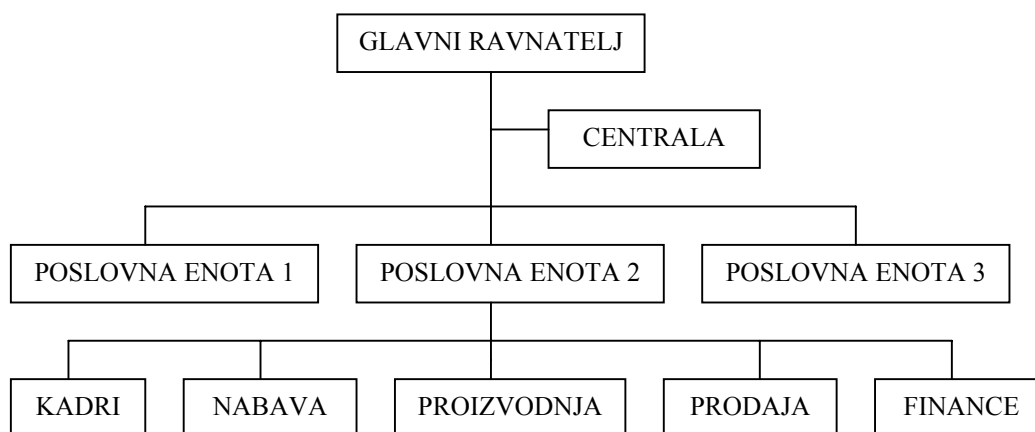 GLAVNI RAVNATELJ
CENTRALA
POSLOVNA ENOTA 1
POSLOVNA ENOTA 2
POSLOVNA ENOTA 3
KADRI
NABAVA
PROIZVODNJA
PRODAJA
FINANCE